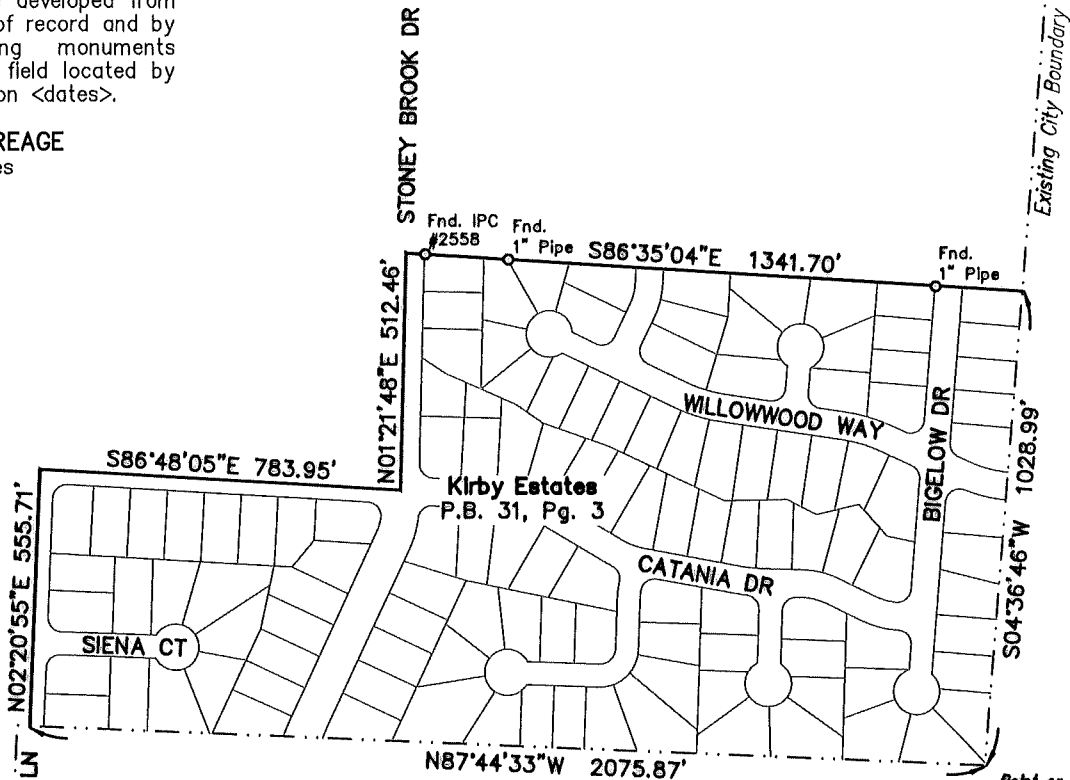 developed from
of record and by
monuments
field located by
on <dates>.
STONEY BROOK DR
Existing City Boundary
Fnd. IPC
#2558
Fnd.
1" Pipe
S86°35'04"E 1341.70'
Fnd.
1" Pipe
N01°21'48"E 512.46'
WILLOWWOOD WAY
BIGELOW DR
S04°36'46"W 1028.99'
S86°48'05"E 783.95'
Kirby Estates
P.B. 31, Pg. 3
CATANIA DR
N02°20'55"E 555.71'
SIENA CT
LN
N87°44'33"W 2075.87'